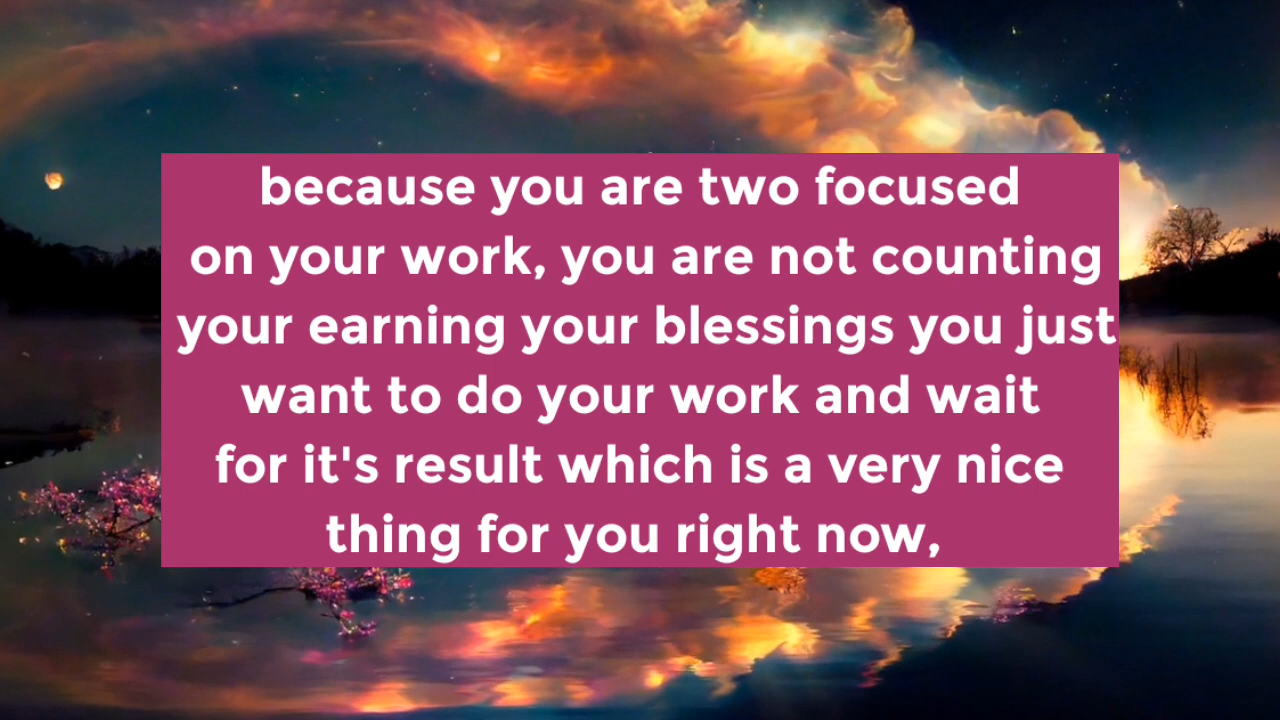 because you are two focused
on your work, you are not counting
your earning your blessings you just
want to do your work and wait
for it's result which is a very nice
thing for you right now,